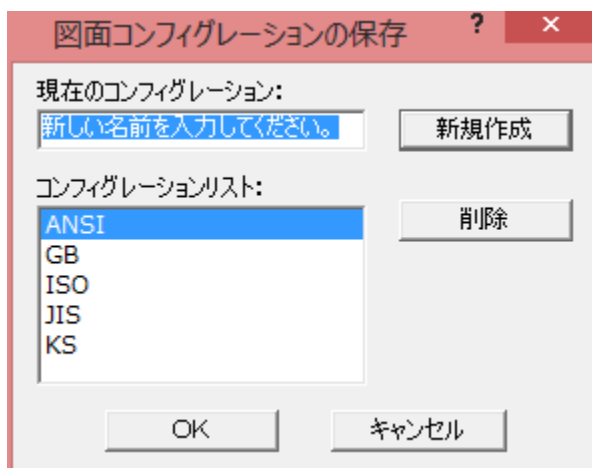 図面コンフィグレーションの保存 ? ×
現在のコンフィグレーション:
新しい名前を入力してください。
新規作成
コンフィグレーションリスト:
ANSI
GB
ISO
JIS
KS
削除
OK
キャンセル